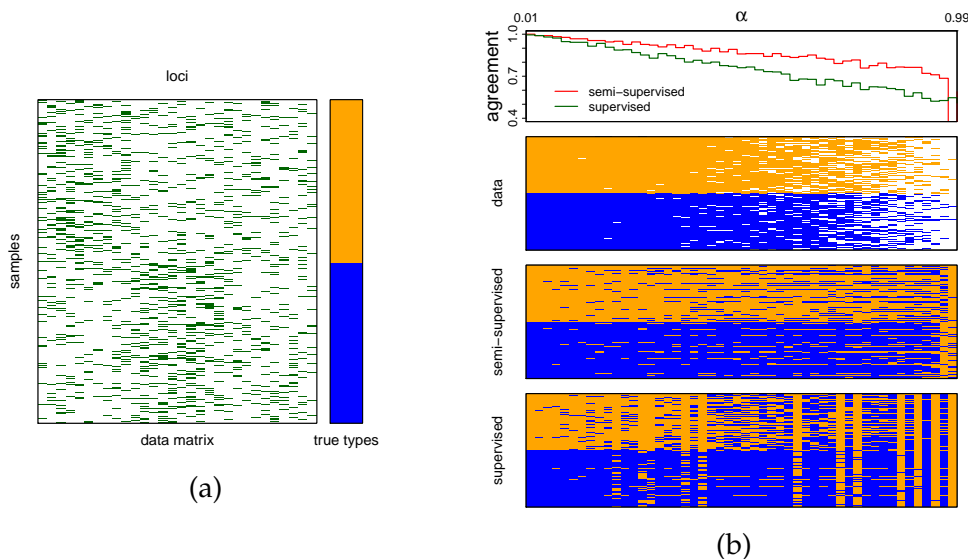 loci
samples
data matrix
true types
(a)
0.01
α
0.99
agreement
1.0
0.7
0.4
semi−supervised
supervised
data
semi−supervised
supervised
(b)